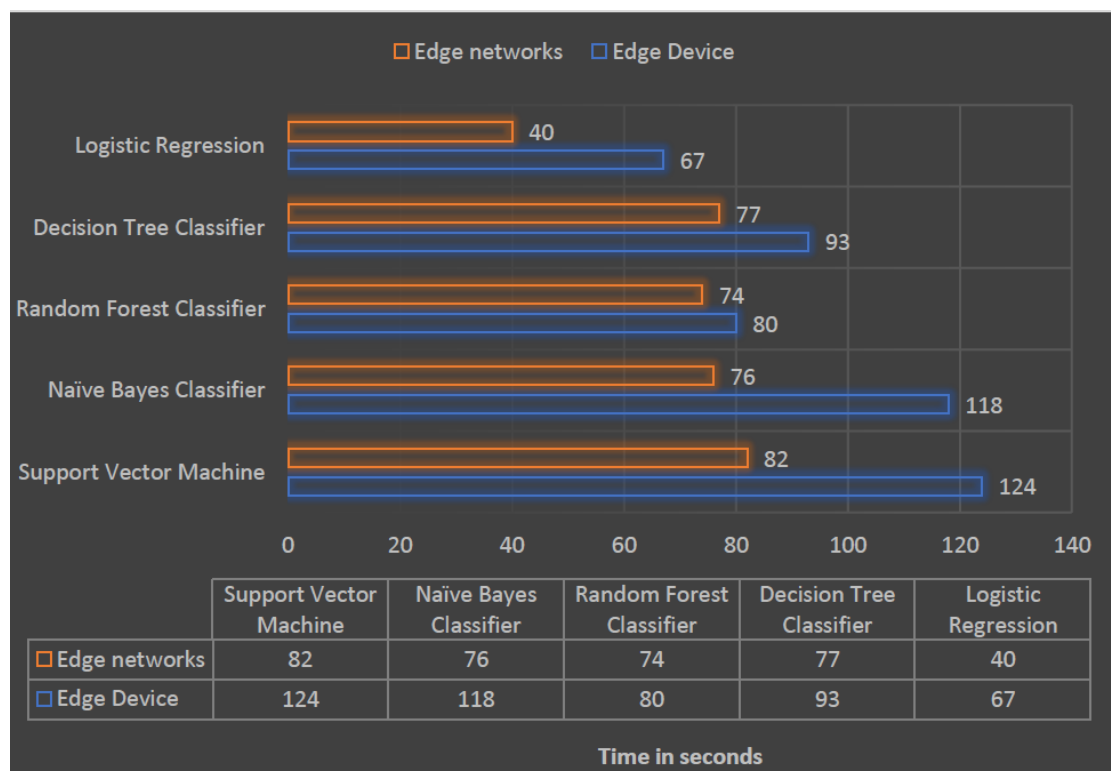 Edge networks Edge Device
Logistic Regression
40
67
Decision Tree Classifier
77
93
Random Forest Classifier
74
80
Naïve Bayes Classifier
76
118
Support Vector Machine
82
124
0 20 40 60 80 100 120 140
Support Vector Machine Naïve Bayes Classifier Random Forest Classifier Decision Tree Classifier Logistic Regression
Edge networks 82 76 74 77 40
Edge Device 124 118 80 93 67
Time in seconds